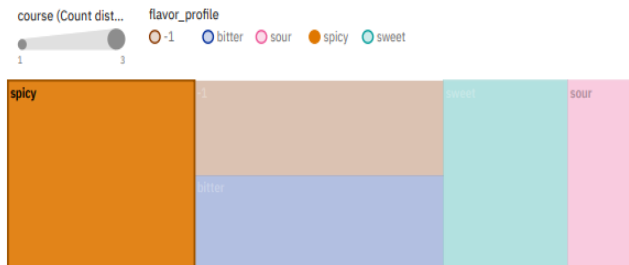 course (Count dist...
1
3
flavor_profile
-1
bitter
sour
spicy
sweet
spicy
-1
sweet
sour
bitter